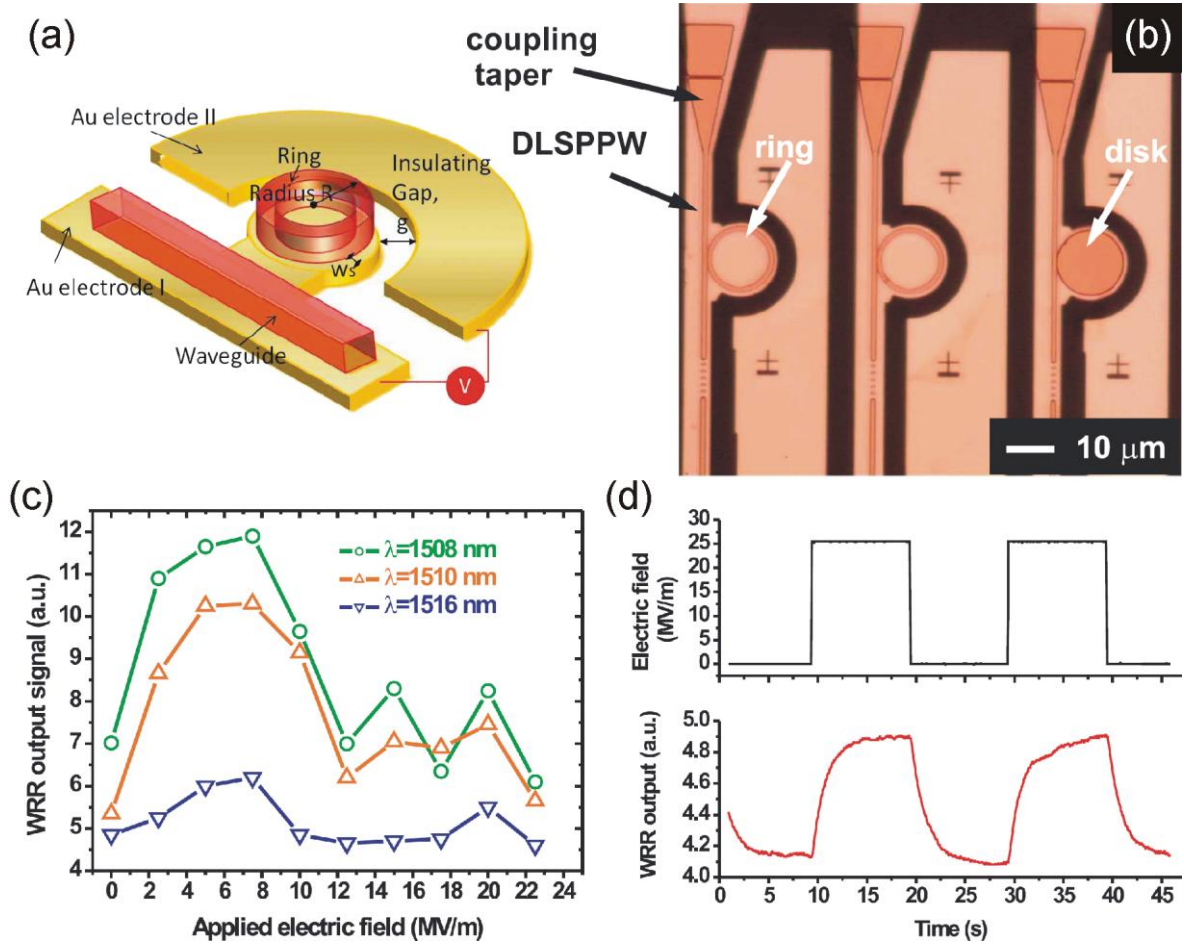 (a)
Au electrode II
Ring
Radius R
Insulating
Gap,
g
ws
Au electrode I
Waveguide
V
coupling
taper
DLSPPW
(b)
ring
disk
10 μm
(c)
12
11
10
9
8
7
6
5
4
WRR output signal (a.u.)
λ=1508 nm
λ=1510 nm
λ=1516 nm
0 2 4 6 8 10 12 14 16 18 20 22 24
Applied electric field (MV/m)
(d)
30
25
20
15
10
5
0
Electric field
(MV/m)
5.2
4.8
4.4
4.0
WRR output (a.u.)
0 5 10 15 20 25 30 35 40 45
Time (s)